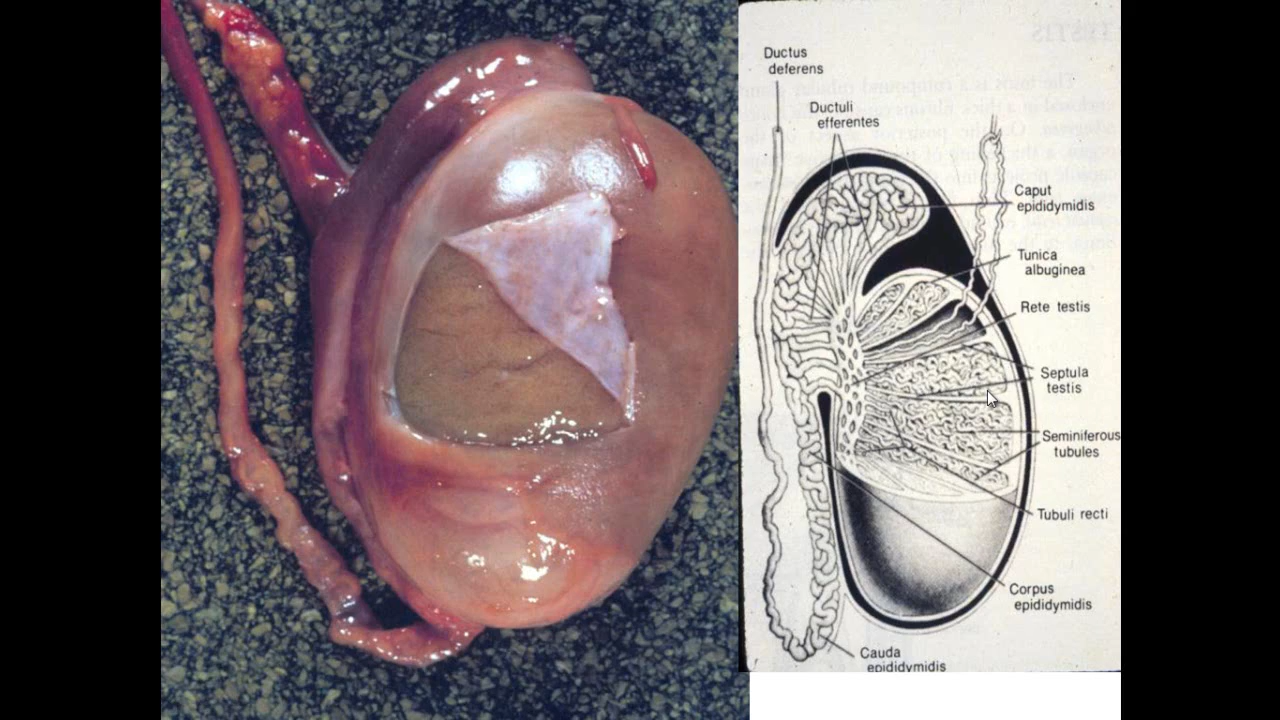 Ductus
deferens
Ductuli
efferentes
Caput
epididymidis
Tunica
albuginea
Rete testis
Septula
testis
Seminiferous
tubules
Tubuli recti
Corpus
epididymidis
Cauda
epididymidis